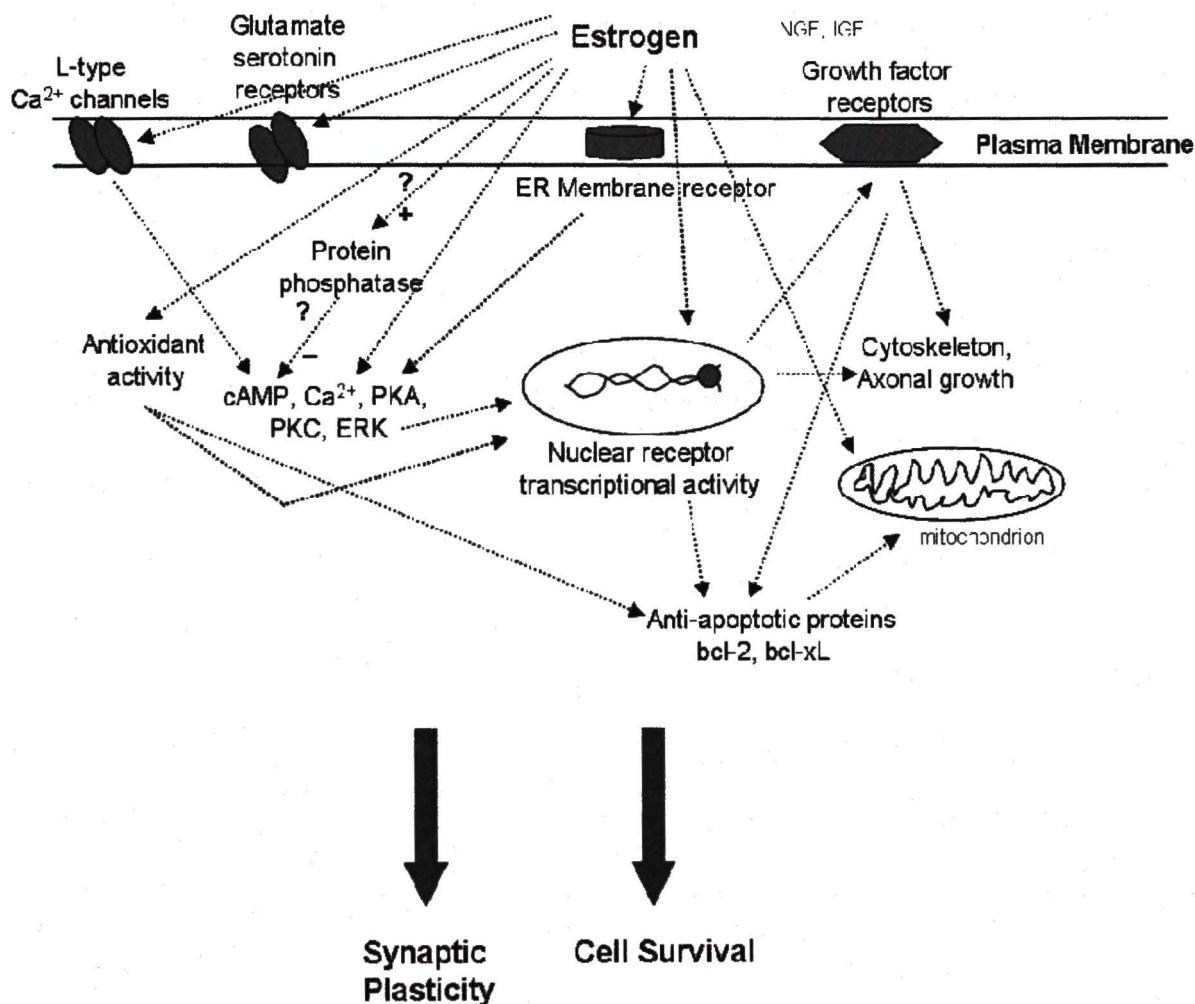 Glutamate
serotonin
receptors
Estrogen
NGF, IGF
L-type
Ca²⁺ channels
Growth factor
receptors
Plasma Membrane
ER Membrane receptor
?
+
Protein
phosphatase
?
–
Antioxidant
activity
cAMP, Ca²⁺, PKA,
PKC, ERK
Nuclear receptor
transcriptional activity
Cytoskeleton,
Axonal growth
mitochondrion
Anti-apoptotic proteins
bcl-2, bcl-xL
Synaptic
Plasticity
Cell Survival